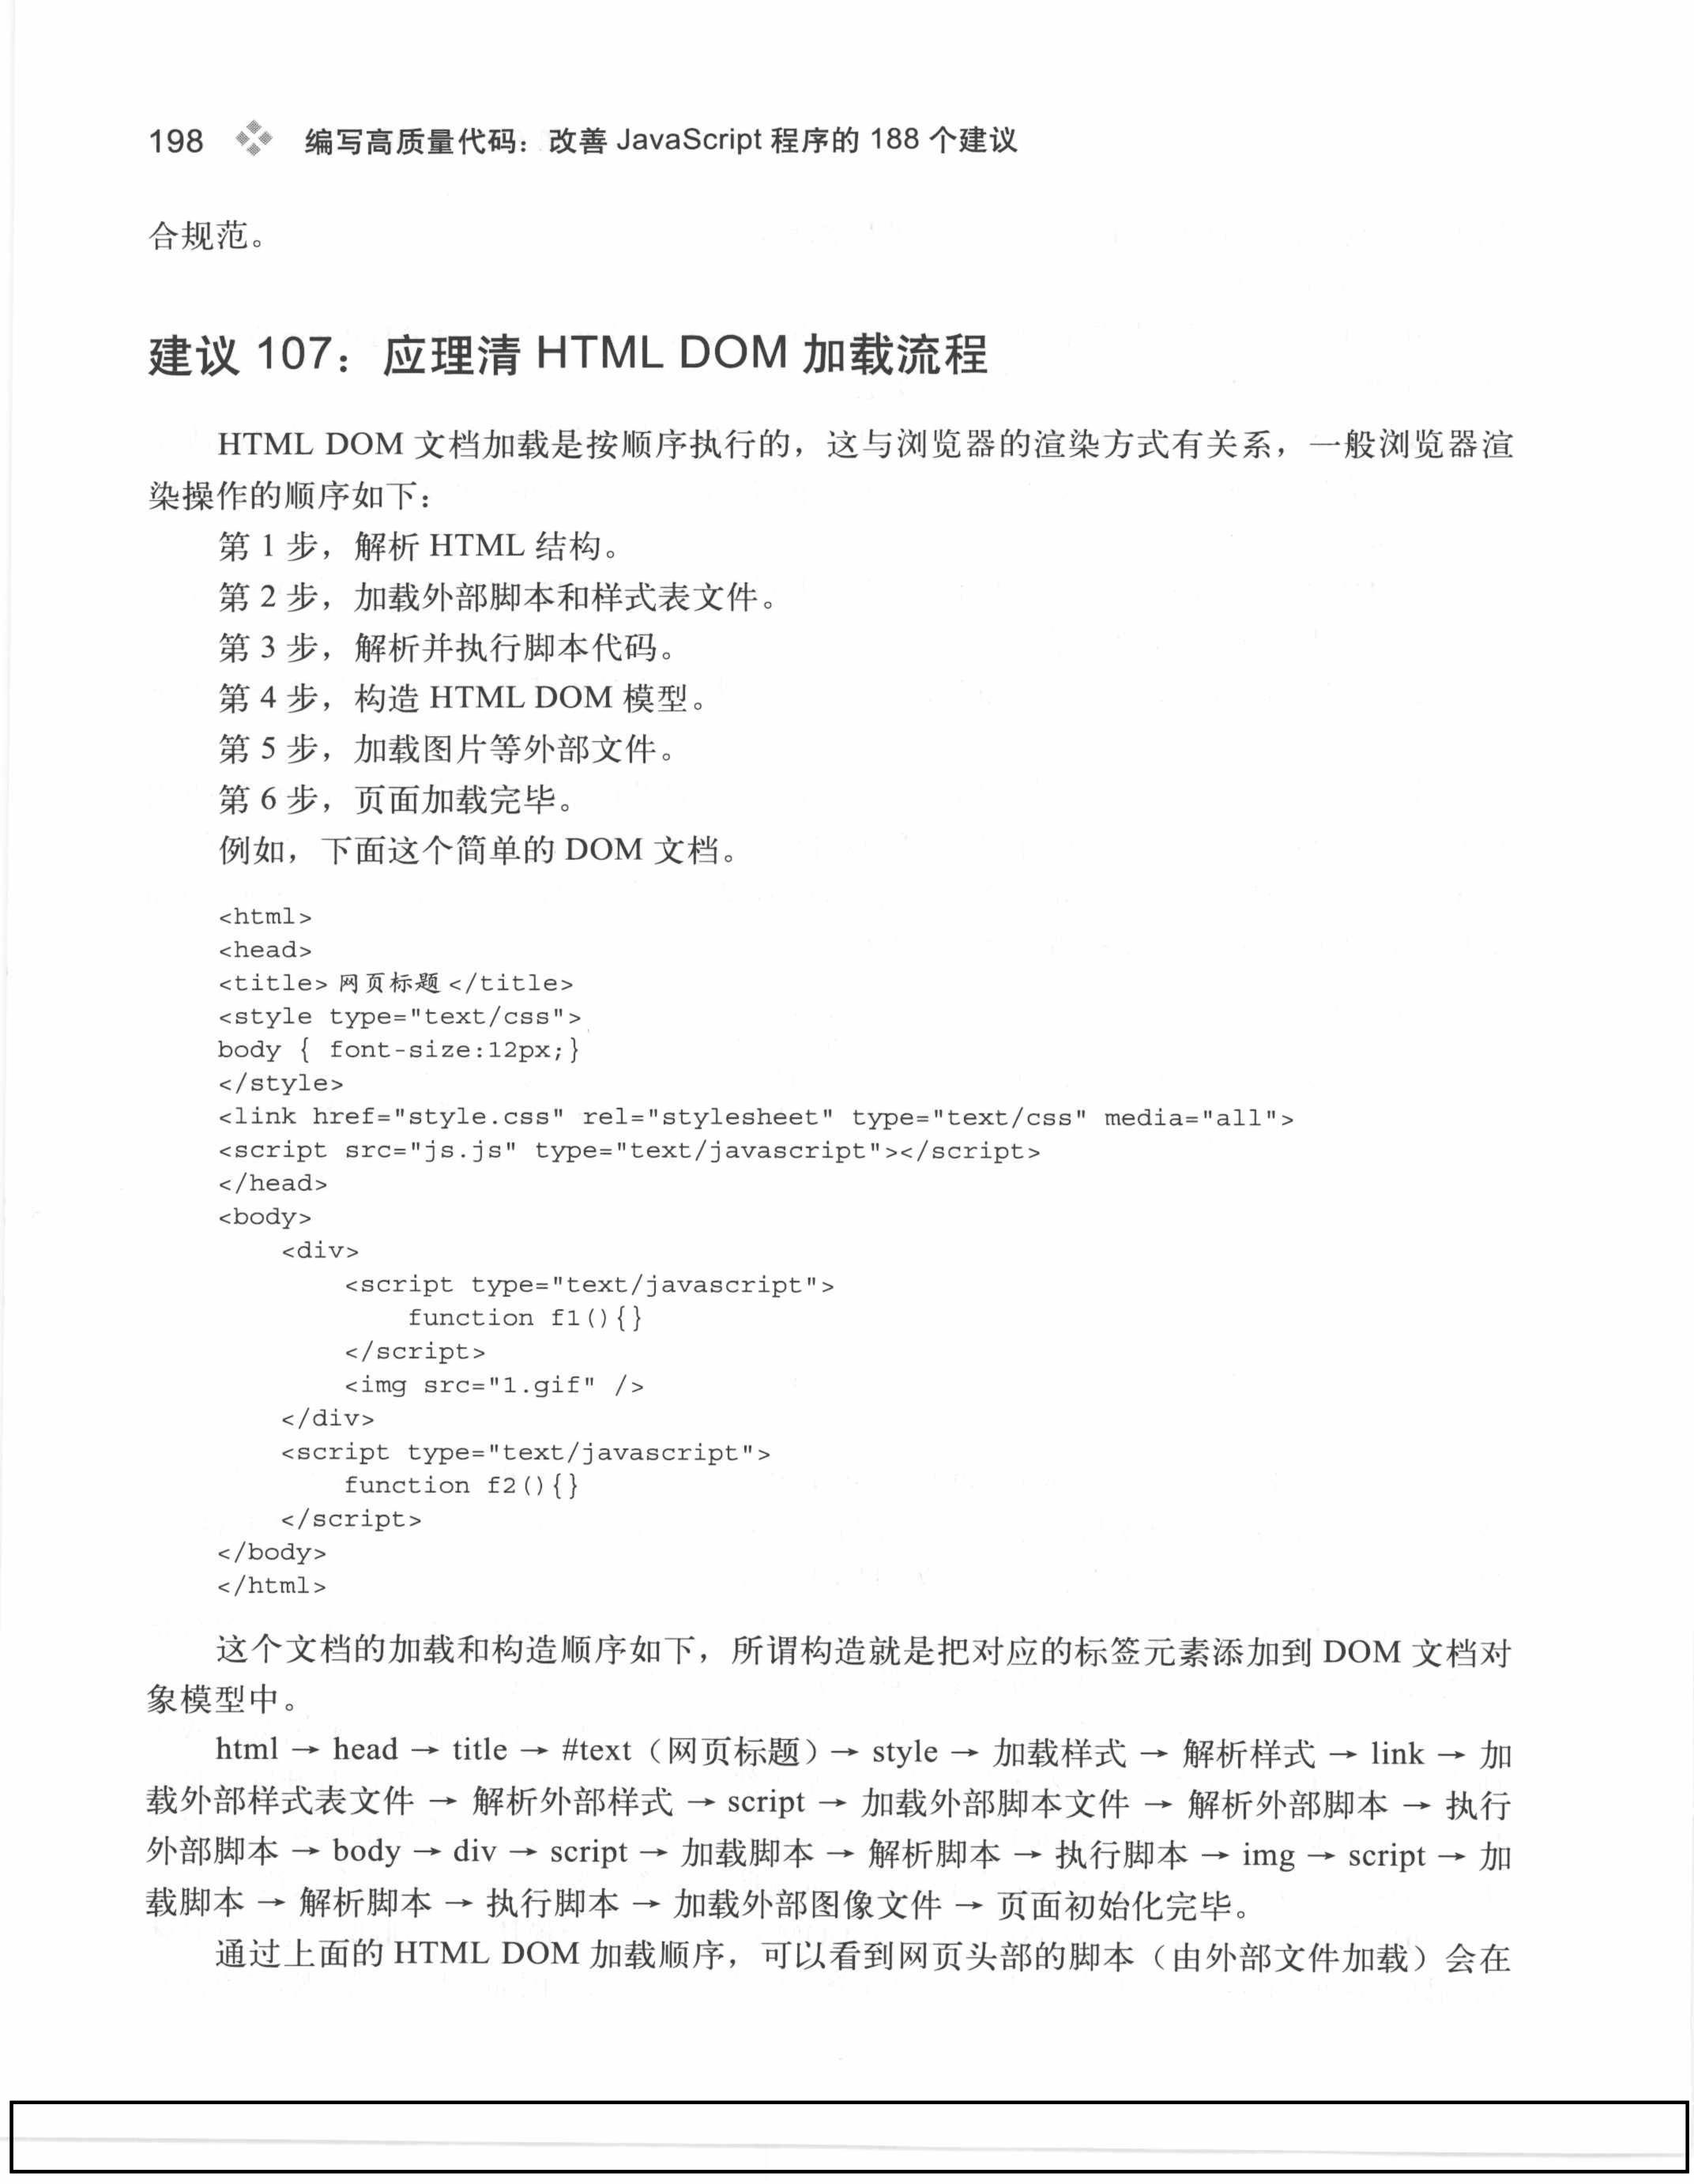 198 编写高质量代码：改善 JavaScript 程序的 188 个建议
合规范。
建议 107：应理清 HTML DOM 加载流程
HTML DOM 文档加载是按顺序执行的，这与浏览器的渲染方式有关系，一般浏览器渲
染操作的顺序如下：
第 1 步，解析 HTML 结构。
第 2 步，加载外部脚本和样式表文件。
第 3 步，解析并执行脚本代码。
第 4 步，构造 HTML DOM 模型。
第 5 步，加载图片等外部文件。
第 6 步，页面加载完毕。
例如，下面这个简单的 DOM 文档。
<html>
<head>
<title> 网页标题 </title>
<style type="text/css">
body { font-size:12px;}
</style>
<link href="style.css" rel="stylesheet" type="text/css" media="all">
<script src="js.js" type="text/javascript"></script>
</head>
<body>
    <div>
        <script type="text/javascript">
            function f1(){}
        </script>
        <img src="1.gif" />
    </div>
    <script type="text/javascript">
        function f2(){}
    </script>
</body>
</html>
这个文档的加载和构造顺序如下，所谓构造就是把对应的标签元素添加到 DOM 文档对
象模型中。
html → head → title → #text（网页标题）→ style → 加载样式 → 解析样式 → link → 加
载外部样式表文件 → 解析外部样式 → script → 加载外部脚本文件 → 解析外部脚本 → 执行
外部脚本 → body → div → script → 加载脚本 → 解析脚本 → 执行脚本 → img → script → 加
载脚本 → 解析脚本 → 执行脚本 → 加载外部图像文件 → 页面初始化完毕。
通过上面的 HTML DOM 加载顺序，可以看到网页头部的脚本（由外部文件加载）会在